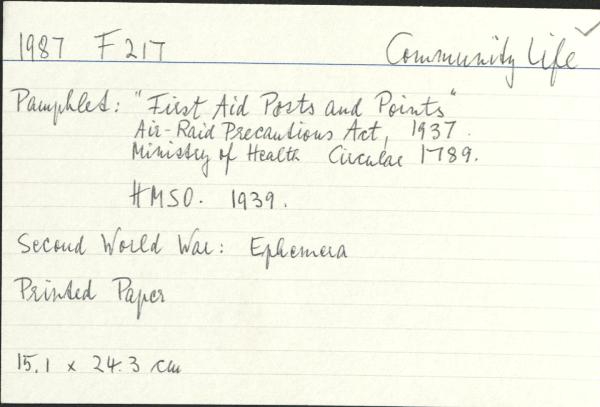 1987 F217 Community Life
Pamphlet: "First Aid Posts and Points"
Air-Raid Precautions Act, 1937.
Ministry of Health Circular 1789.
HMSO. 1939.
Second World War: Ephemera
Printed Paper
15.1 x 24.3 cm